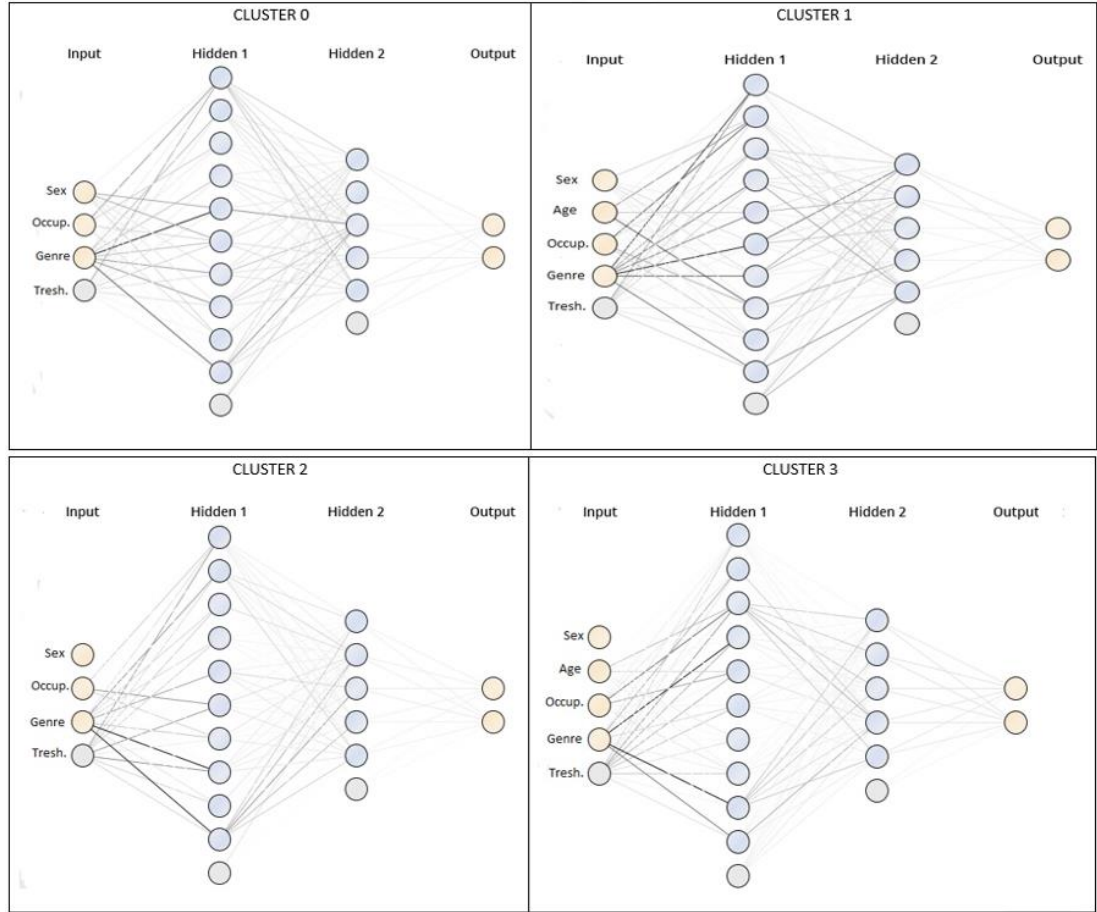 CLUSTER 0
Input Hidden 1 Hidden 2 Output
Sex
Occup.
Genre
Tresh.
CLUSTER 1
Input Hidden 1 Hidden 2 Output
Sex
Age
Occup.
Genre
Tresh.
CLUSTER 2
Input Hidden 1 Hidden 2 Output
Sex
Occup.
Genre
Tresh.
CLUSTER 3
Input Hidden 1 Hidden 2 Output
Sex
Age
Occup.
Genre
Tresh.